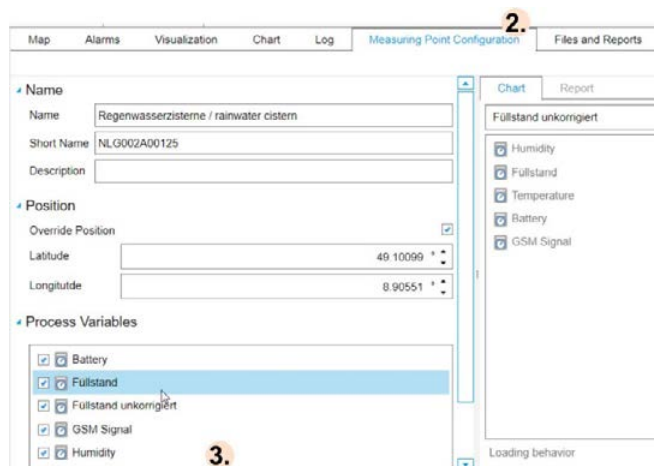 2.
Map Alarms Visualization Chart Log Measuring Point Configuration Files and Reports
Name
Name Regenwasserzisterne / rainwater cistern
Short Name NLG002A00125
Description
Position
Override Position
Latitude 49.10099 °
Longitutde 8.90551 °
Process Variables
Battery
Füllstand
Füllstand unkorrigiert
GSM Signal
Humidity
3.
Chart Report
Füllstand unkorrigiert
Humidity
Füllstand
Temperature
Battery
GSM Signal
Loading behavior